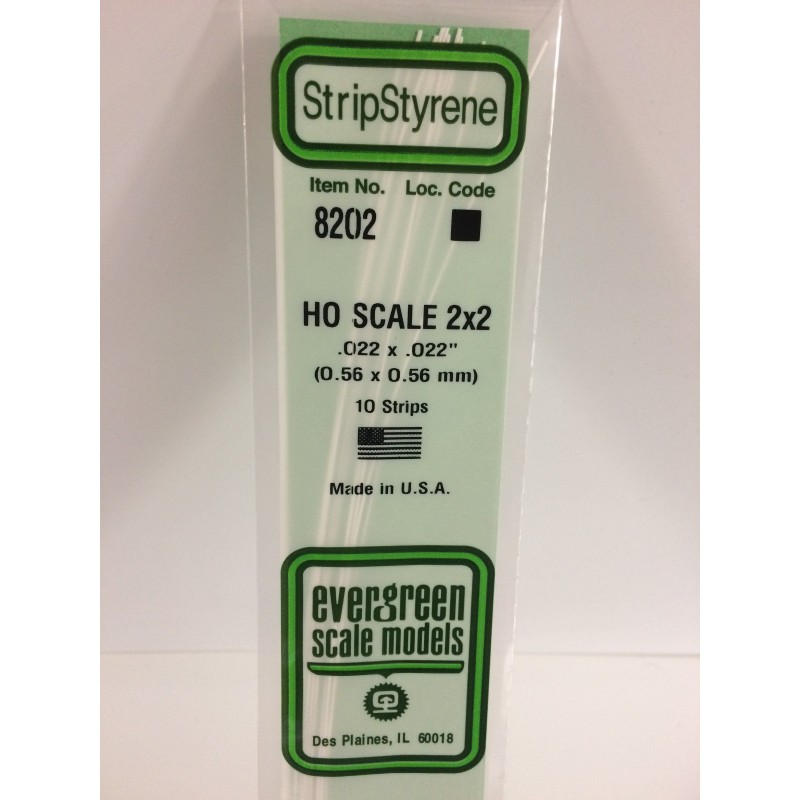 StripStyrene
Item No. Loc. Code
8202
HO SCALE 2x2
.022 x .022"
(0.56 x 0.56 mm)
10 Strips
Made in U.S.A.
evergreen
scale models
Des Plaines, IL 60018